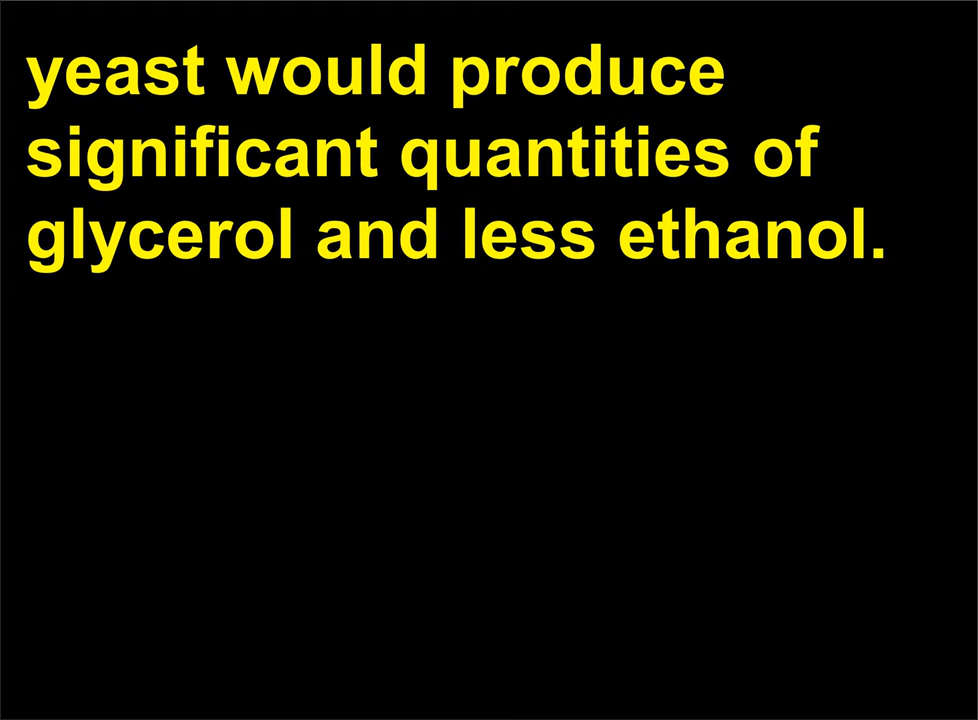 yeast would produce
significant quantities of
glycerol and less ethanol.